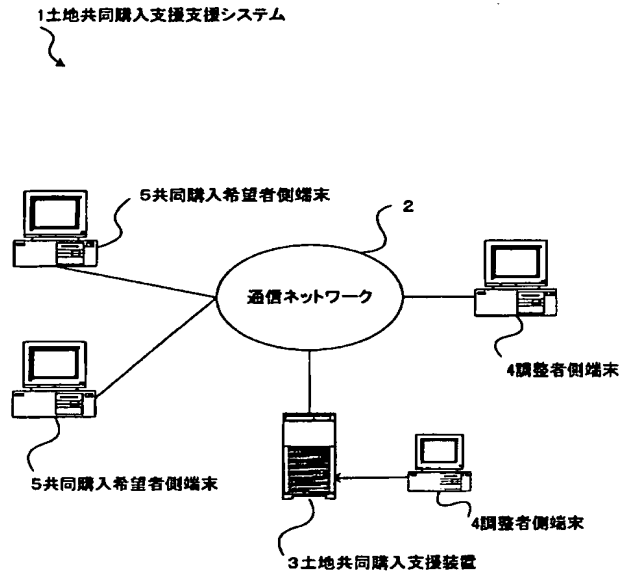 1土地共同購入支援支援システム
5共同購入希望者側端末
2
通信ネットワーク
4調整者側端末
5共同購入希望者側端末
4調整者側端末
3土地共同購入支援装置